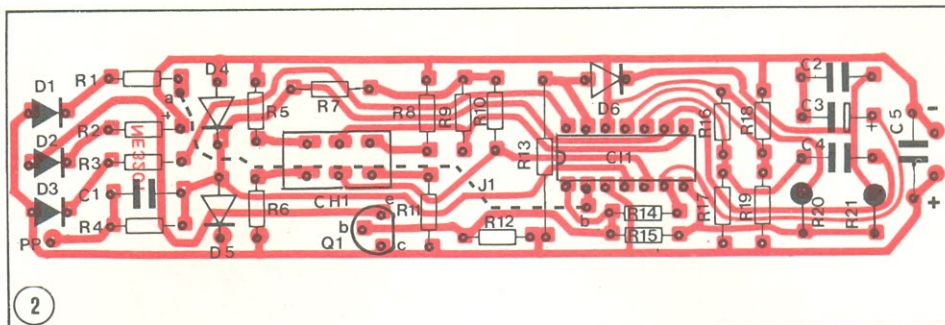 D1
R1
a
D4
R5
R7
R8
R9
R10
D6
R16
R18
C2
C3
+
C4
C5
-
+
D2
R2
+
R3
D3
C1
R4
PP
D5
R6
CH1
Q1
e
b
c
R11
J1
R12
R13
CI1
b
R14
R15
R17
R19
R20
R21
2